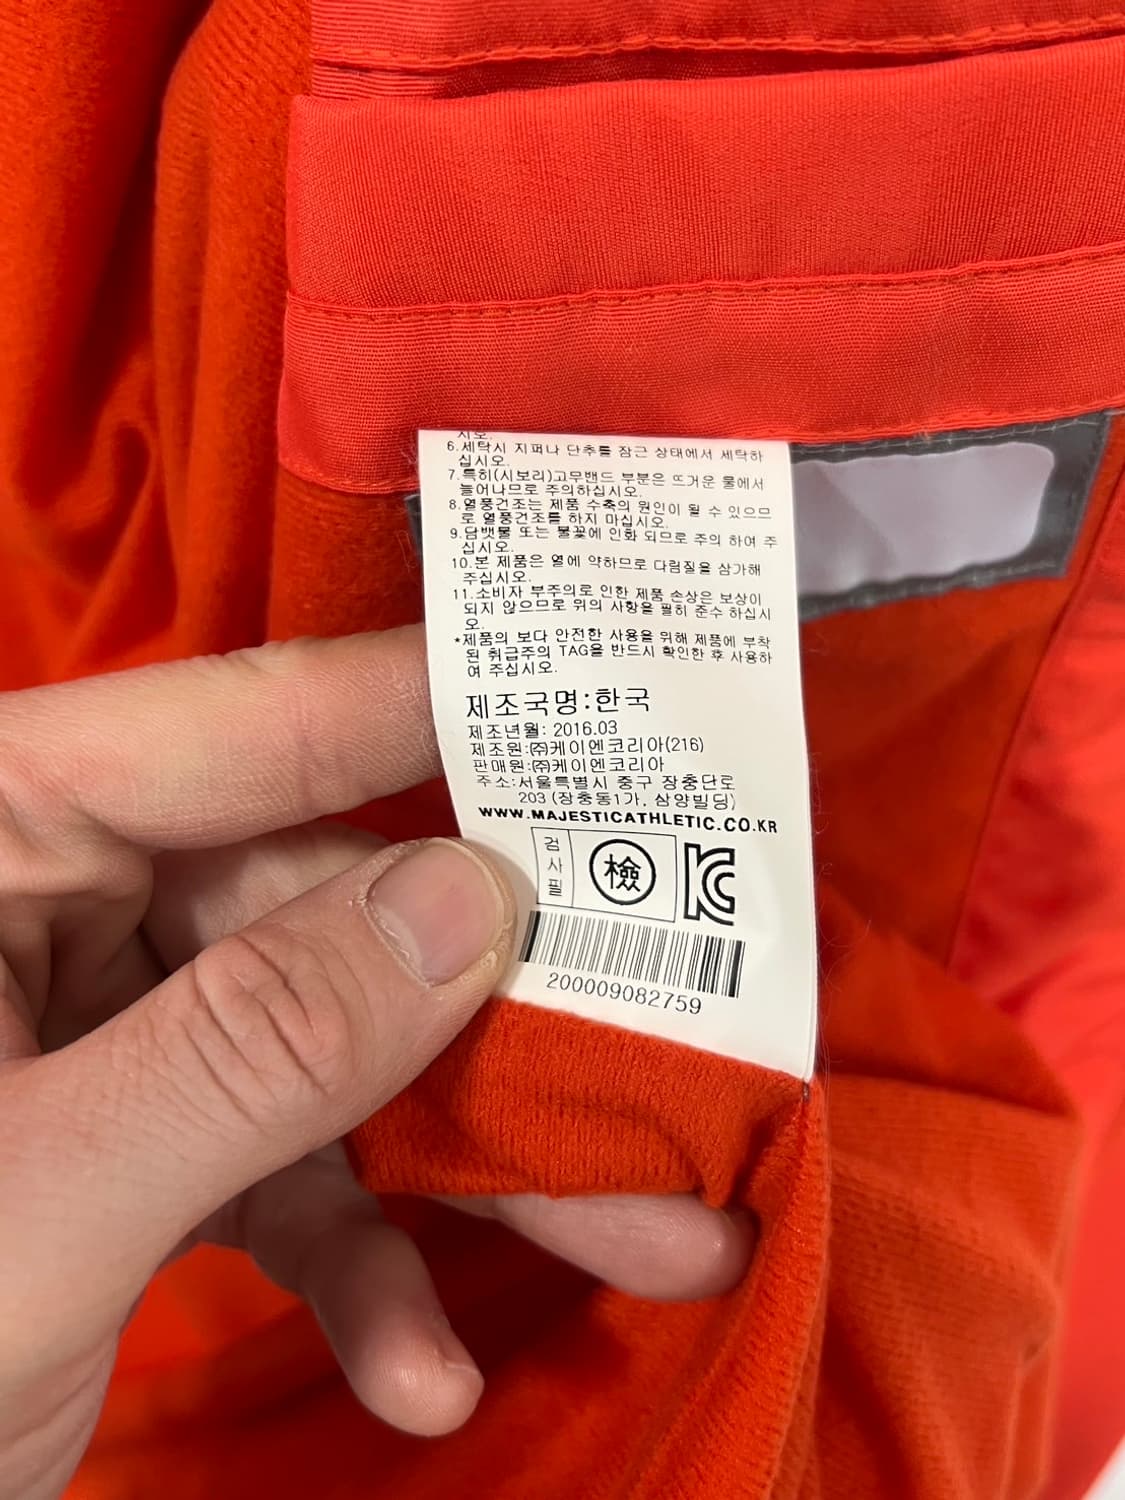 시오.
6.세탁시 지퍼나 단추를 잠근 상태에서 세탁하
십시오.
7.특히(시보리)고무밴드 부분은 뜨거운 물에서
늘어나므로 주의하십시오.
8.열풍건조는 제품 수축의 원인이 될 수 있으므
로 열풍건조를 하지 마십시오.
9.담뱃불 또는 불꽃에 인화 되므로 주의 하여 주
십시오.
10.본 제품은 열에 약하므로 다림질을 삼가해
주십시오.
11.소비자 부주의로 인한 제품 손상은 보상이
되지 않으므로 위의 사항을 필히 준수 하십시
오.
*제품의 보다 안전한 사용을 위해 제품에 부착
된 취급주의 TAG을 반드시 확인한 후 사용하
여 주십시오.
제조국명:한국
제조년월: 2016.03
제조원:㈜케이엔코리아(216)
판매원:㈜케이엔코리아
주소:서울특별시 중구 장충단로
203 (장충동1가, 삼양빌딩)
WWW.MAJESTICATHLETIC.CO.KR
검사필
檢
KC
200009082759